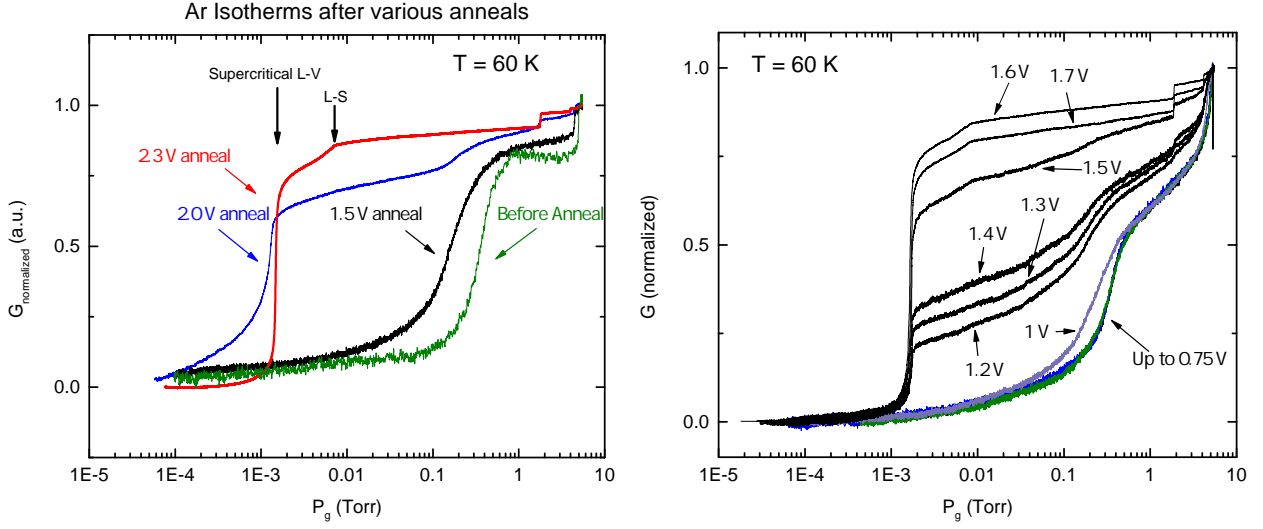 Ar Isotherms after various anneals
T = 60 K
Supercritical L-V
L-S
2.3 V anneal
2.0 V anneal
1.5 V anneal
Before Anneal
1.0
0.5
0.0
G normalized (a.u.)
1E-5 1E-4 1E-3 0.01 0.1 1 10
P g (Torr)
T = 60 K
1.6 V
1.7 V
1.5 V
1.4 V
1.3 V
1.2 V
1 V
Up to 0.75 V
1.0
0.5
0.0
G (normalized)
1E-5 1E-4 1E-3 0.01 0.1 1 10
P g (Torr)